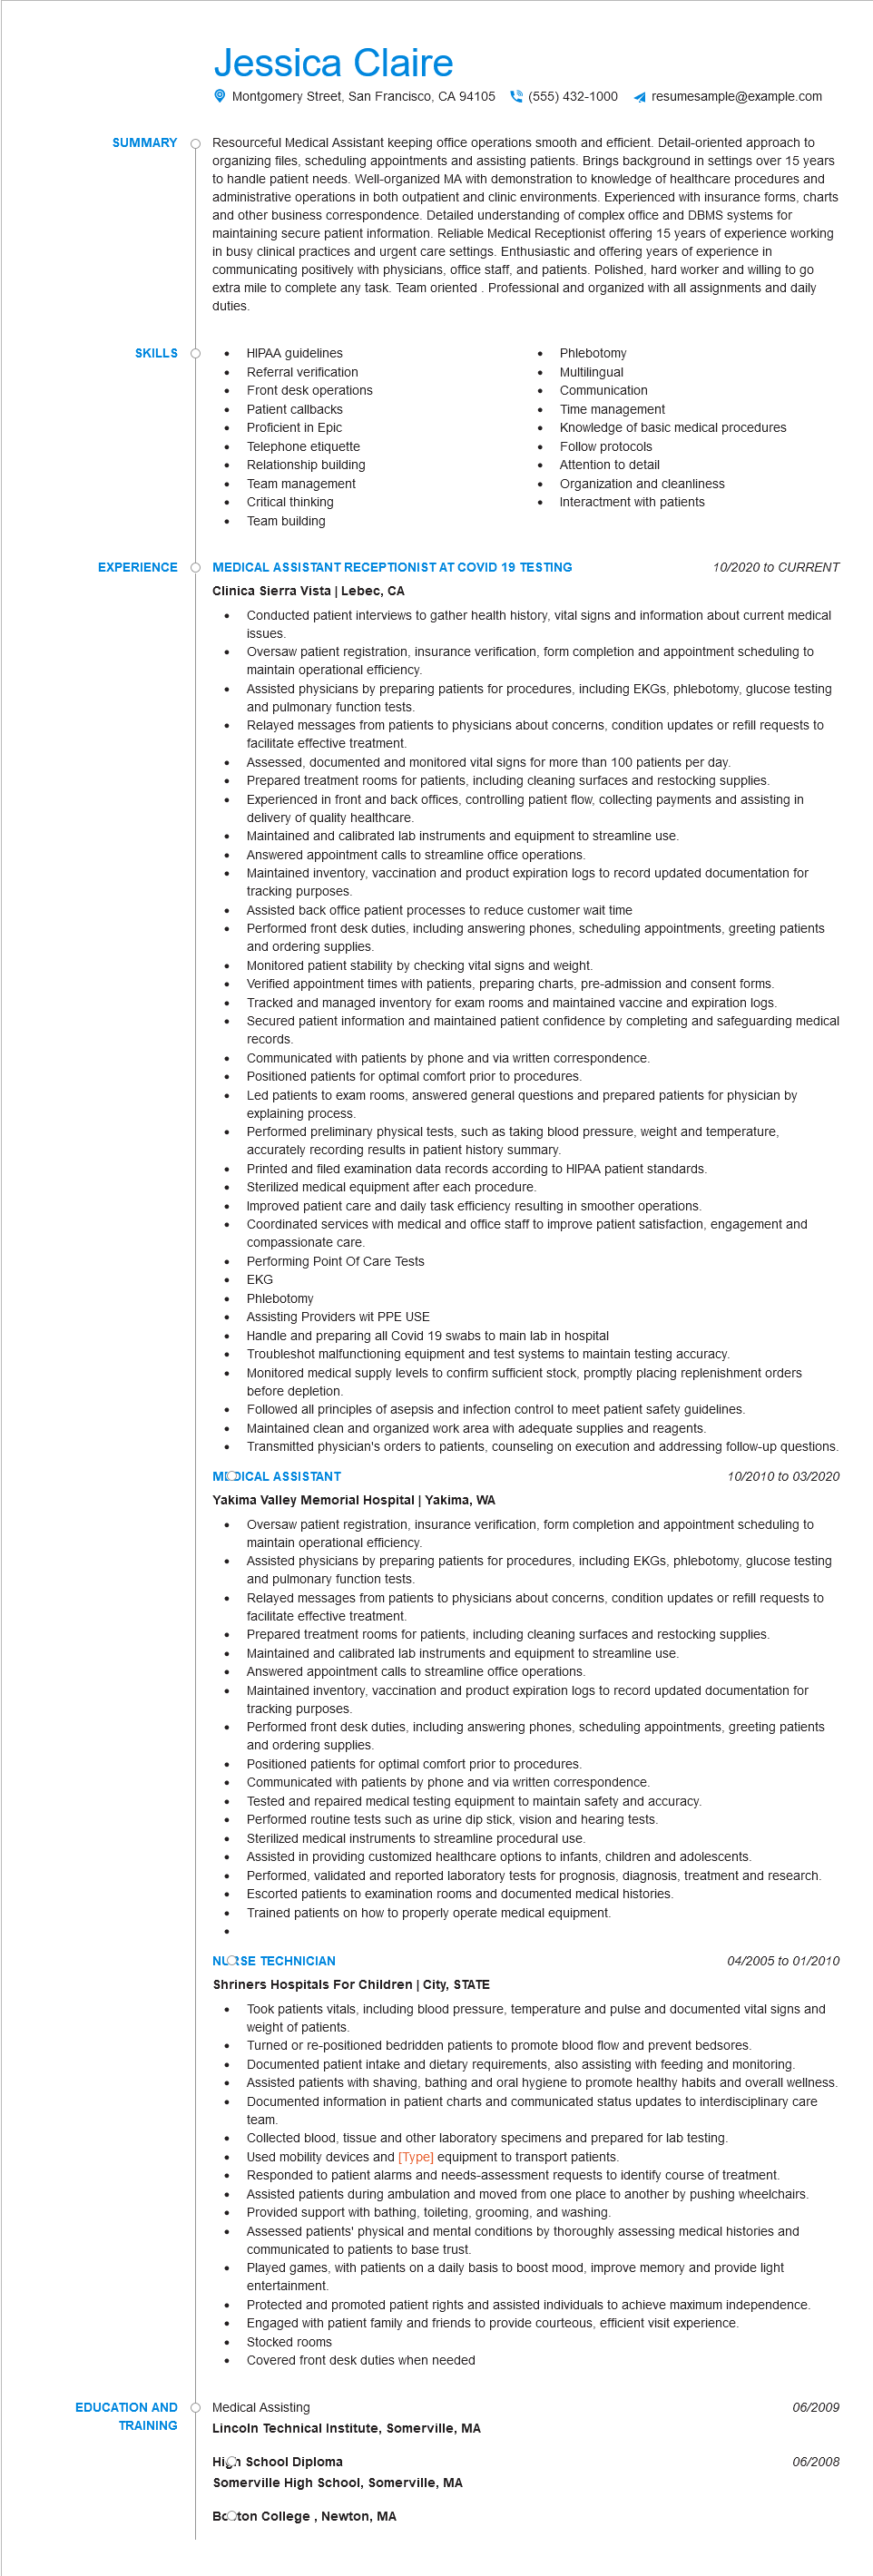 Jessica Claire
Montgomery Street, San Francisco, CA 94105 (555) 432-1000 resumesample@example.com
SUMMARY
Resourceful Medical Assistant keeping office operations smooth and efficient. Detail-oriented approach to
organizing files, scheduling appointments and assisting patients. Brings background in settings over 15 years
to handle patient needs. Well-organized MA with demonstration to knowledge of healthcare procedures and
administrative operations in both outpatient and clinic environments. Experienced with insurance forms, charts
and other business correspondence. Detailed understanding of complex office and DBMS systems for
maintaining secure patient information. Reliable Medical Receptionist offering 15 years of experience working
in busy clinical practices and urgent care settings. Enthusiastic and offering years of experience in
communicating positively with physicians, office staff, and patients. Polished, hard worker and willing to go
extra mile to complete any task. Team oriented . Professional and organized with all assignments and daily
duties.
SKILLS
• HIPAA guidelines
• Referral verification
• Front desk operations
• Patient callbacks
• Proficient in Epic
• Telephone etiquette
• Relationship building
• Team management
• Critical thinking
• Team building
• Phlebotomy
• Multilingual
• Communication
• Time management
• Knowledge of basic medical procedures
• Follow protocols
• Attention to detail
• Organization and cleanliness
• Interactment with patients
EXPERIENCE
MEDICAL ASSISTANT RECEPTIONIST AT COVID 19 TESTING 10/2020 to CURRENT
Clinica Sierra Vista | Lebec, CA
• Conducted patient interviews to gather health history, vital signs and information about current medical
issues.
• Oversaw patient registration, insurance verification, form completion and appointment scheduling to
maintain operational efficiency.
• Assisted physicians by preparing patients for procedures, including EKGs, phlebotomy, glucose testing
and pulmonary function tests.
• Relayed messages from patients to physicians about concerns, condition updates or refill requests to
facilitate effective treatment.
• Assessed, documented and monitored vital signs for more than 100 patients per day.
• Prepared treatment rooms for patients, including cleaning surfaces and restocking supplies.
• Experienced in front and back offices, controlling patient flow, collecting payments and assisting in
delivery of quality healthcare.
• Maintained and calibrated lab instruments and equipment to streamline use.
• Answered appointment calls to streamline office operations.
• Maintained inventory, vaccination and product expiration logs to record updated documentation for
tracking purposes.
• Assisted back office patient processes to reduce customer wait time
• Performed front desk duties, including answering phones, scheduling appointments, greeting patients
and ordering supplies.
• Monitored patient stability by checking vital signs and weight.
• Verified appointment times with patients, preparing charts, pre-admission and consent forms.
• Tracked and managed inventory for exam rooms and maintained vaccine and expiration logs.
• Secured patient information and maintained patient confidence by completing and safeguarding medical
records.
• Communicated with patients by phone and via written correspondence.
• Positioned patients for optimal comfort prior to procedures.
• Led patients to exam rooms, answered general questions and prepared patients for physician by
explaining process.
• Performed preliminary physical tests, such as taking blood pressure, weight and temperature,
accurately recording results in patient history summary.
• Printed and filed examination data records according to HIPAA patient standards.
• Sterilized medical equipment after each procedure.
• Improved patient care and daily task efficiency resulting in smoother operations.
• Coordinated services with medical and office staff to improve patient satisfaction, engagement and
compassionate care.
• Performing Point Of Care Tests
• EKG
• Phlebotomy
• Assisting Providers wit PPE USE
• Handle and preparing all Covid 19 swabs to main lab in hospital
• Troubleshot malfunctioning equipment and test systems to maintain testing accuracy.
• Monitored medical supply levels to confirm sufficient stock, promptly placing replenishment orders
before depletion.
• Followed all principles of asepsis and infection control to meet patient safety guidelines.
• Maintained clean and organized work area with adequate supplies and reagents.
• Transmitted physician's orders to patients, counseling on execution and addressing follow-up questions.
MEDICAL ASSISTANT 10/2010 to 03/2020
Yakima Valley Memorial Hospital | Yakima, WA
• Oversaw patient registration, insurance verification, form completion and appointment scheduling to
maintain operational efficiency.
• Assisted physicians by preparing patients for procedures, including EKGs, phlebotomy, glucose testing
and pulmonary function tests.
• Relayed messages from patients to physicians about concerns, condition updates or refill requests to
facilitate effective treatment.
• Prepared treatment rooms for patients, including cleaning surfaces and restocking supplies.
• Maintained and calibrated lab instruments and equipment to streamline use.
• Answered appointment calls to streamline office operations.
• Maintained inventory, vaccination and product expiration logs to record updated documentation for
tracking purposes.
• Performed front desk duties, including answering phones, scheduling appointments, greeting patients
and ordering supplies.
• Positioned patients for optimal comfort prior to procedures.
• Communicated with patients by phone and via written correspondence.
• Tested and repaired medical testing equipment to maintain safety and accuracy.
• Performed routine tests such as urine dip stick, vision and hearing tests.
• Sterilized medical instruments to streamline procedural use.
• Assisted in providing customized healthcare options to infants, children and adolescents.
• Performed, validated and reported laboratory tests for prognosis, diagnosis, treatment and research.
• Escorted patients to examination rooms and documented medical histories.
• Trained patients on how to properly operate medical equipment.
•
NURSE TECHNICIAN 04/2005 to 01/2010
Shriners Hospitals For Children | City, STATE
• Took patients vitals, including blood pressure, temperature and pulse and documented vital signs and
weight of patients.
• Turned or re-positioned bedridden patients to promote blood flow and prevent bedsores.
• Documented patient intake and dietary requirements, also assisting with feeding and monitoring.
• Assisted patients with shaving, bathing and oral hygiene to promote healthy habits and overall wellness.
• Documented information in patient charts and communicated status updates to interdisciplinary care
team.
• Collected blood, tissue and other laboratory specimens and prepared for lab testing.
• Used mobility devices and [Type] equipment to transport patients.
• Responded to patient alarms and needs-assessment requests to identify course of treatment.
• Assisted patients during ambulation and moved from one place to another by pushing wheelchairs.
• Provided support with bathing, toileting, grooming, and washing.
• Assessed patients' physical and mental conditions by thoroughly assessing medical histories and
communicated to patients to base trust.
• Played games, with patients on a daily basis to boost mood, improve memory and provide light
entertainment.
• Protected and promoted patient rights and assisted individuals to achieve maximum independence.
• Engaged with patient family and friends to provide courteous, efficient visit experience.
• Stocked rooms
• Covered front desk duties when needed
EDUCATION AND
TRAINING
Medical Assisting 06/2009
Lincoln Technical Institute, Somerville, MA
High School Diploma 06/2008
Somerville High School, Somerville, MA
Boston College , Newton, MA